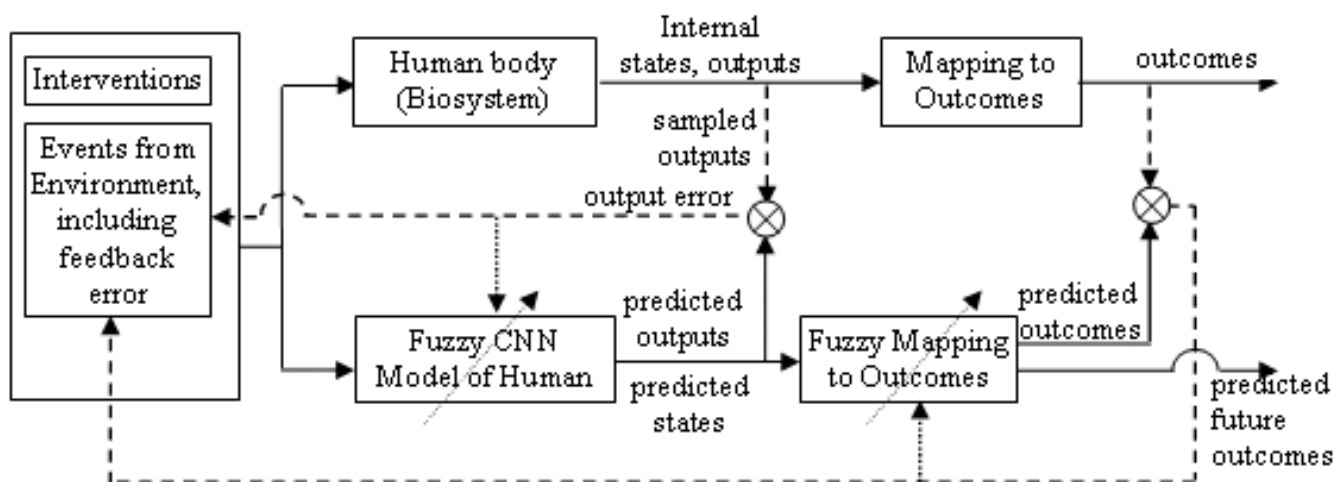 Interventions
Events from
Environment,
including
feedback
error
Human body
(Biosystem)
Internal
states, outputs
Mapping to
Outcomes
outcomes
sampled
outputs
output error
Fuzzy CNN
Model of Human
predicted
outputs
predicted
states
Fuzzy Mapping
to Outcomes
predicted
outcomes
predicted
future
outcomes